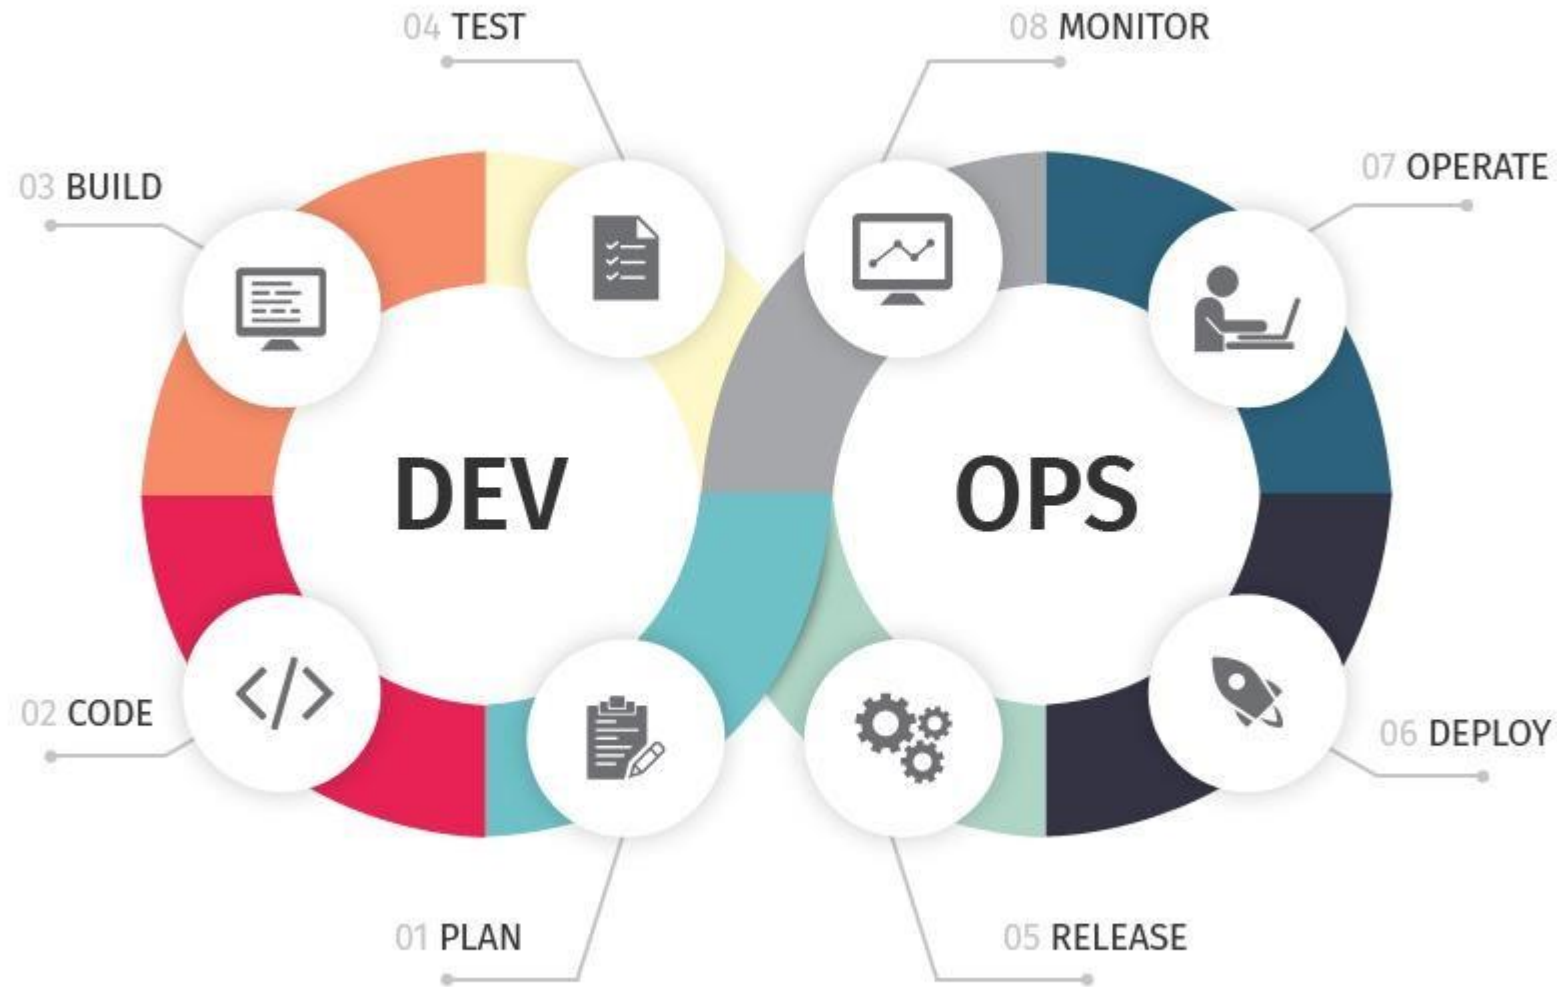 04 TEST
08 MONITOR
03 BUILD
07 OPERATE
DEV
OPS
02 CODE
06 DEPLOY
01 PLAN
05 RELEASE